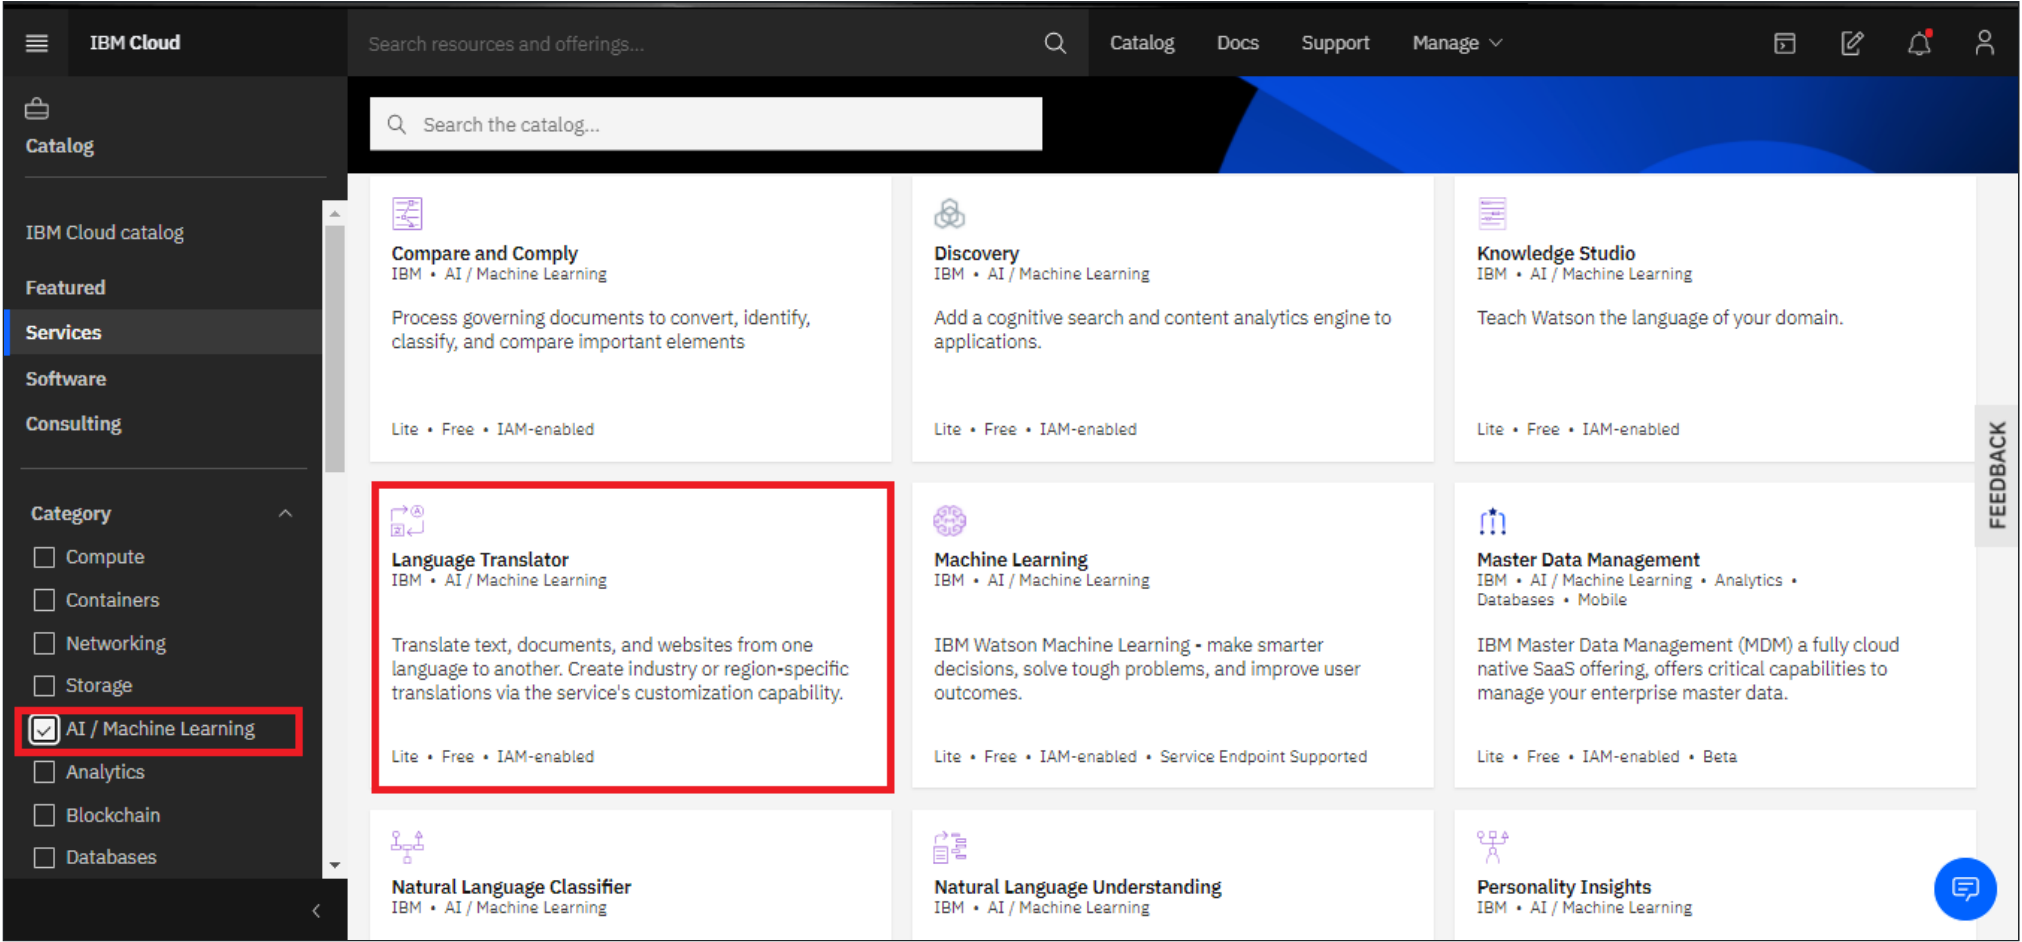 IBM Cloud
Search resources and offerings...
Catalog
Docs
Support
Manage
Catalog
IBM Cloud catalog
Featured
Services
Software
Consulting
Category
Compute
Containers
Networking
Storage
AI / Machine Learning
Analytics
Blockchain
Databases
Search the catalog...
Compare and Comply
IBM • AI / Machine Learning
Process governing documents to convert, identify,
classify, and compare important elements
Lite • Free • IAM-enabled
Discovery
IBM • AI / Machine Learning
Add a cognitive search and content analytics engine to
applications.
Lite • Free • IAM-enabled
Knowledge Studio
IBM • AI / Machine Learning
Teach Watson the language of your domain.
Lite • Free • IAM-enabled
Language Translator
IBM • AI / Machine Learning
Translate text, documents, and websites from one
language to another. Create industry or region-specific
translations via the service's customization capability.
Lite • Free • IAM-enabled
Machine Learning
IBM • AI / Machine Learning
IBM Watson Machine Learning - make smarter
decisions, solve tough problems, and improve user
outcomes.
Lite • Free • IAM-enabled • Service Endpoint Supported
Master Data Management
IBM • AI / Machine Learning • Analytics •
Databases • Mobile
IBM Master Data Management (MDM) a fully cloud
native SaaS offering, offers critical capabilities to
manage your enterprise master data.
Lite • Free • IAM-enabled • Beta
Natural Language Classifier
IBM • AI / Machine Learning
Natural Language Understanding
IBM • AI / Machine Learning
Personality Insights
IBM • AI / Machine Learning
FEEDBACK